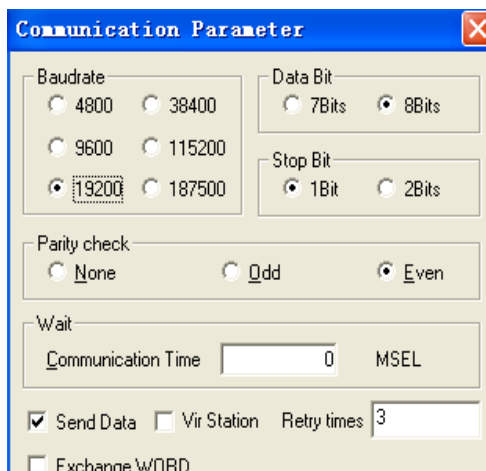 Communication Parameter
Baudrate
4800 38400
9600 115200
19200 187500
Data Bit
7Bits 8Bits
Stop Bit
1Bit 2Bits
Parity check
None Odd Even
Wait
Communication Time 0 MSEL
Send Data Vir Station Retry times 3
Exchange WORD